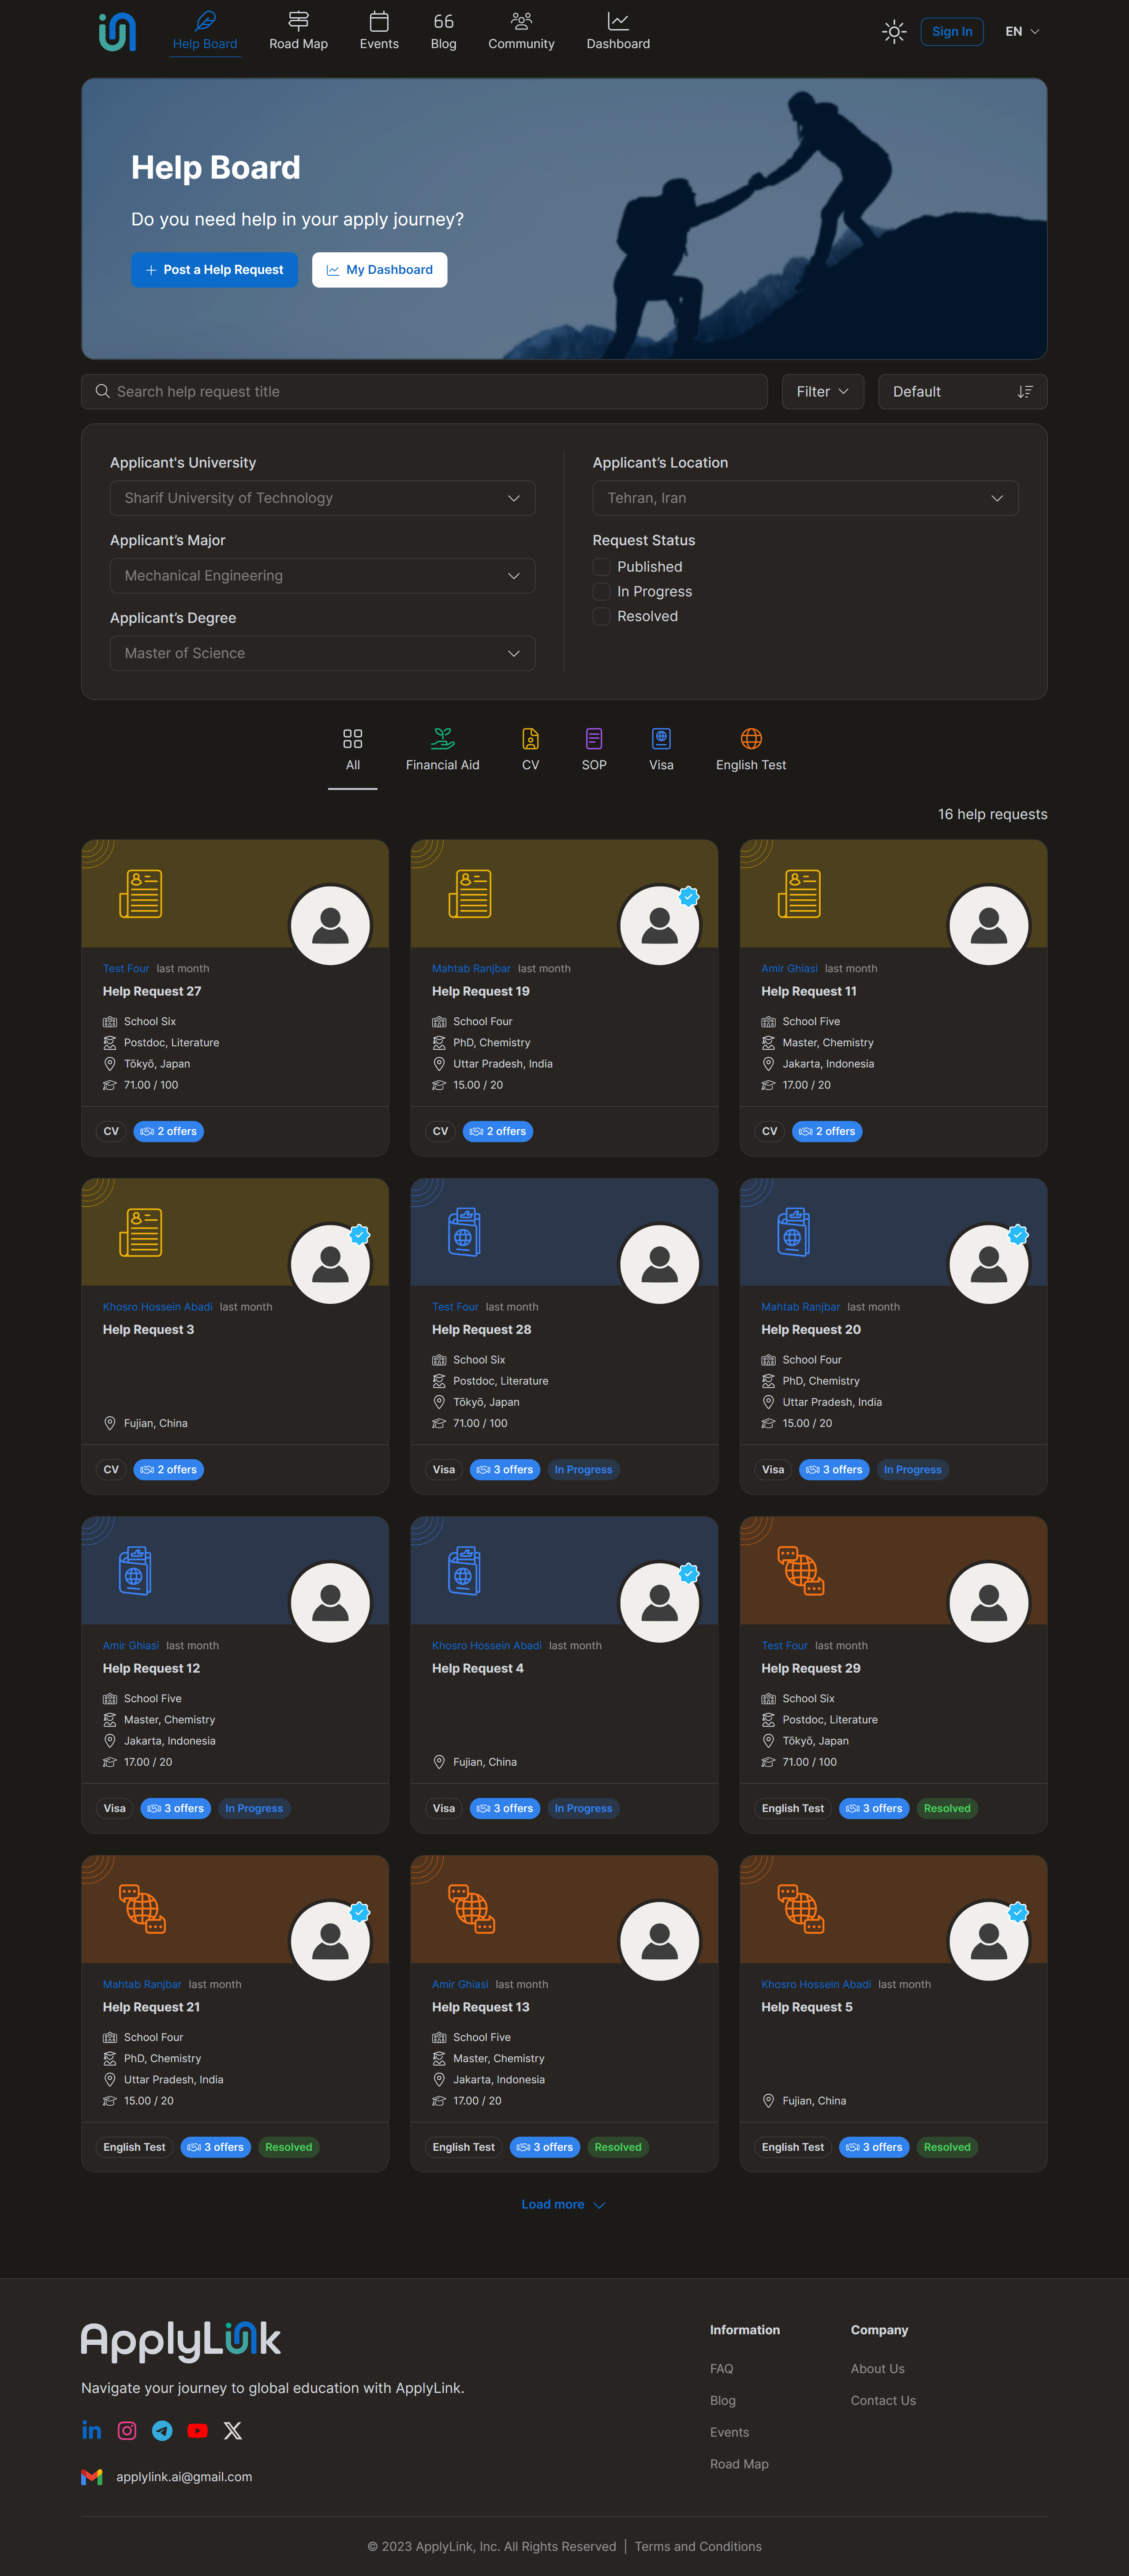 Help Board
Road Map
Events
Blog
Community
Dashboard
Sign In
EN
Help Board
Do you need help in your apply journey?
Post a Help Request
My Dashboard
Search help request title
Filter
Default
Applicant's University
Sharif University of Technology
Applicant’s Major
Mechanical Engineering
Applicant’s Degree
Master of Science
Applicant’s Location
Tehran, Iran
Request Status
Published
In Progress
Resolved
All
Financial Aid
CV
SOP
Visa
English Test
16 help requests
Test Four last month
Help Request 27
School Six
Postdoc, Literature
Tōkyō, Japan
71.00 / 100
CV 2 offers
Mahtab Ranjbar last month
Help Request 19
School Four
PhD, Chemistry
Uttar Pradesh, India
15.00 / 20
CV 2 offers
Amir Ghiasi last month
Help Request 11
School Five
Master, Chemistry
Jakarta, Indonesia
17.00 / 20
CV 2 offers
Khosro Hossein Abadi last month
Help Request 3
Fujian, China
CV 2 offers
Test Four last month
Help Request 28
School Six
Postdoc, Literature
Tōkyō, Japan
71.00 / 100
Visa 3 offers In Progress
Mahtab Ranjbar last month
Help Request 20
School Four
PhD, Chemistry
Uttar Pradesh, India
15.00 / 20
Visa 3 offers In Progress
Amir Ghiasi last month
Help Request 12
School Five
Master, Chemistry
Jakarta, Indonesia
17.00 / 20
Visa 3 offers In Progress
Khosro Hossein Abadi last month
Help Request 4
Fujian, China
Visa 3 offers In Progress
Test Four last month
Help Request 29
School Six
Postdoc, Literature
Tōkyō, Japan
71.00 / 100
English Test 3 offers Resolved
Mahtab Ranjbar last month
Help Request 21
School Four
PhD, Chemistry
Uttar Pradesh, India
15.00 / 20
English Test 3 offers Resolved
Amir Ghiasi last month
Help Request 13
School Five
Master, Chemistry
Jakarta, Indonesia
17.00 / 20
English Test 3 offers Resolved
Khosro Hossein Abadi last month
Help Request 5
Fujian, China
English Test 3 offers Resolved
Load more
ApplyLink
Navigate your journey to global education with ApplyLink.
applylink.ai@gmail.com
Information
FAQ
Blog
Events
Road Map
Company
About Us
Contact Us
© 2023 ApplyLink, Inc. All Rights Reserved | Terms and Conditions